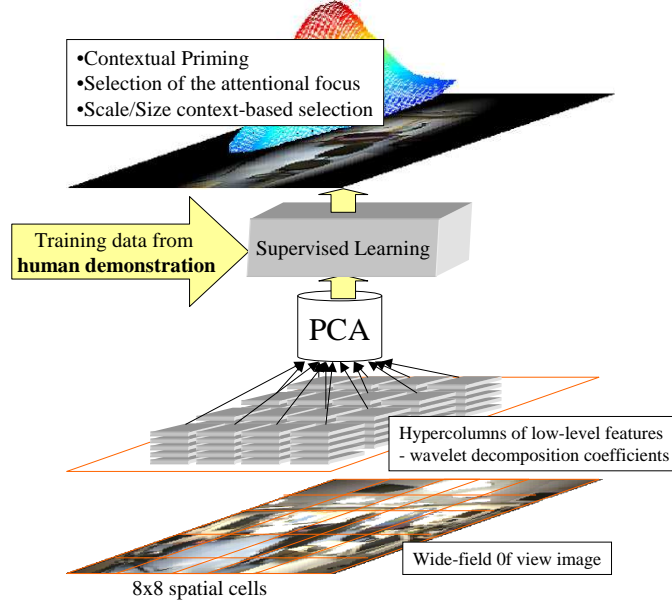 •Contextual Priming
•Selection of the attentional focus
•Scale/Size context-based selection
Training data from
human demonstration
Supervised Learning
PCA
Hypercolumns of low-level features
- wavelet decomposition coefficients
Wide-field 0f view image
8x8 spatial cells